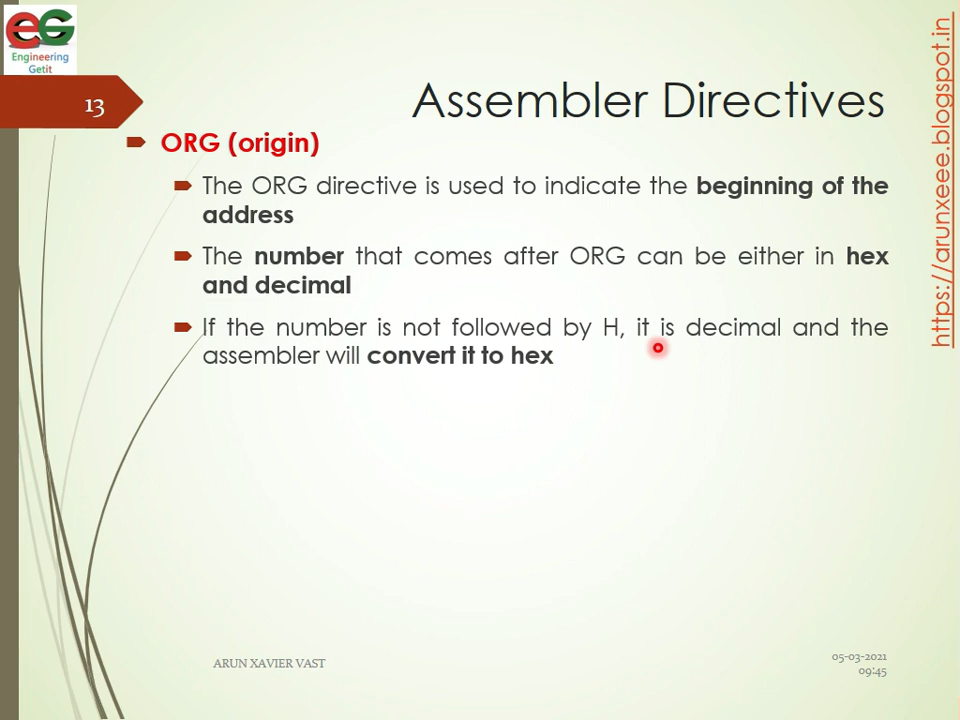 eG
Engineering
Getit
13
Assembler Directives
ORG (origin)
The ORG directive is used to indicate the beginning of the
address
The number that comes after ORG can be either in hex
and decimal
If the number is not followed by H, it is decimal and the
assembler will convert it to hex
https://arunxeee.blogspot.in
ARUN XAVIER VAST
05-03-2021
09:45